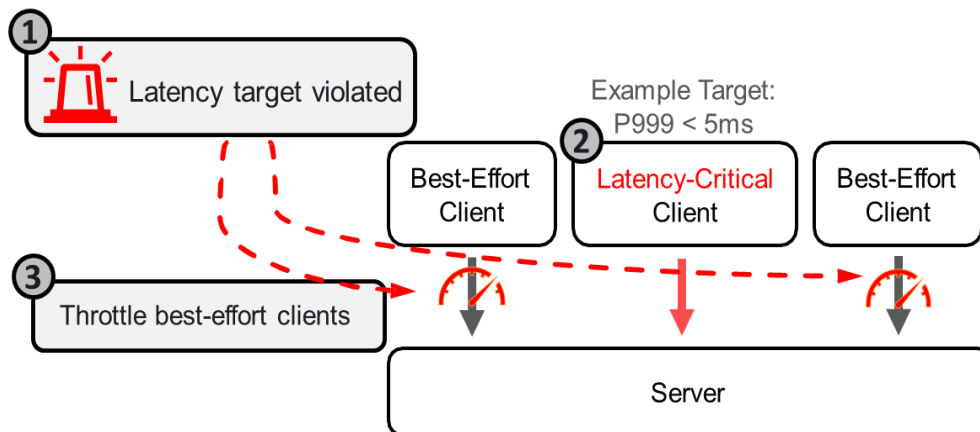 1
Latency target violated
Example Target:
P999 < 5ms
2
Best-Effort
Client
Latency-Critical
Client
Best-Effort
Client
3
Throttle best-effort clients
Server